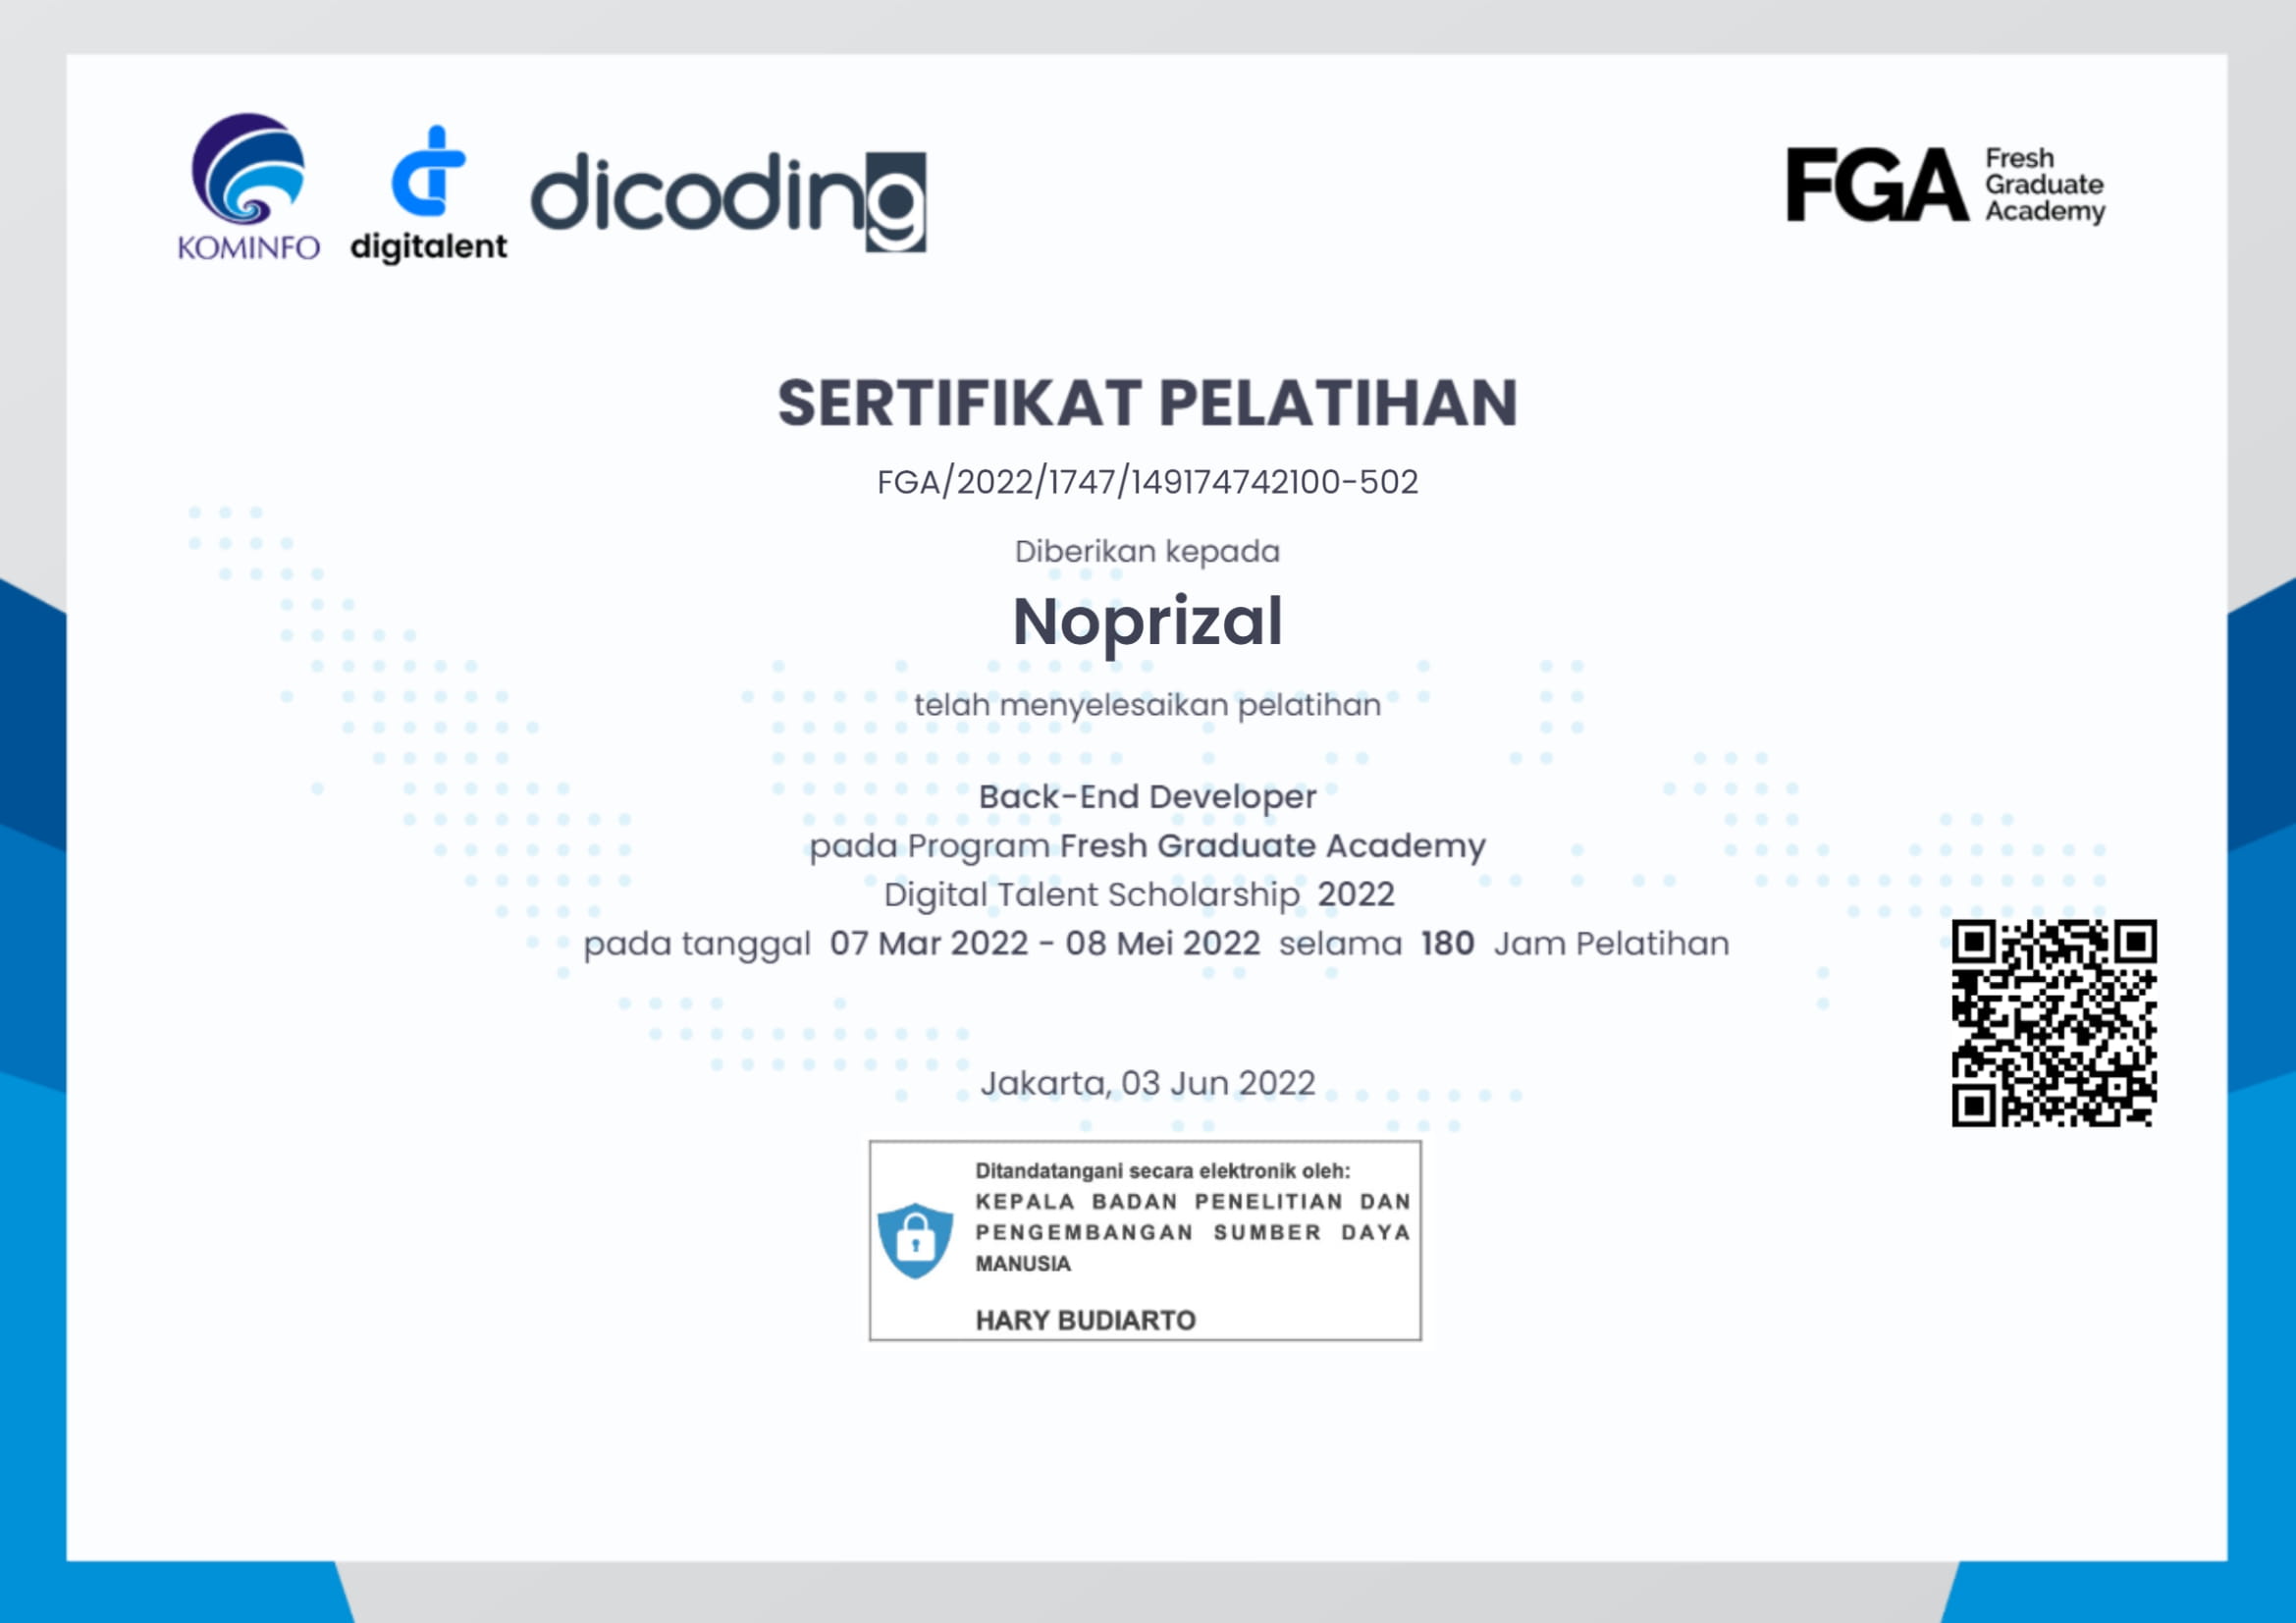 KOMINFO
digitalent
dicoding
FGA
Fresh
Graduate
Academy
SERTIFIKAT PELATIHAN
FGA/2022/1747/149174742100-502
Diberikan kepada
Noprizal
telah menyelesaikan pelatihan
Back-End Developer
pada Program Fresh Graduate Academy
Digital Talent Scholarship 2022
pada tanggal 07 Mar 2022 - 08 Mei 2022 selama 180 Jam Pelatihan
Jakarta, 03 Jun 2022
Ditandatangani secara elektronik oleh:
KEPALA BADAN PENELITIAN DAN
PENGEMBANGAN SUMBER DAYA
MANUSIA
HARY BUDIARTO